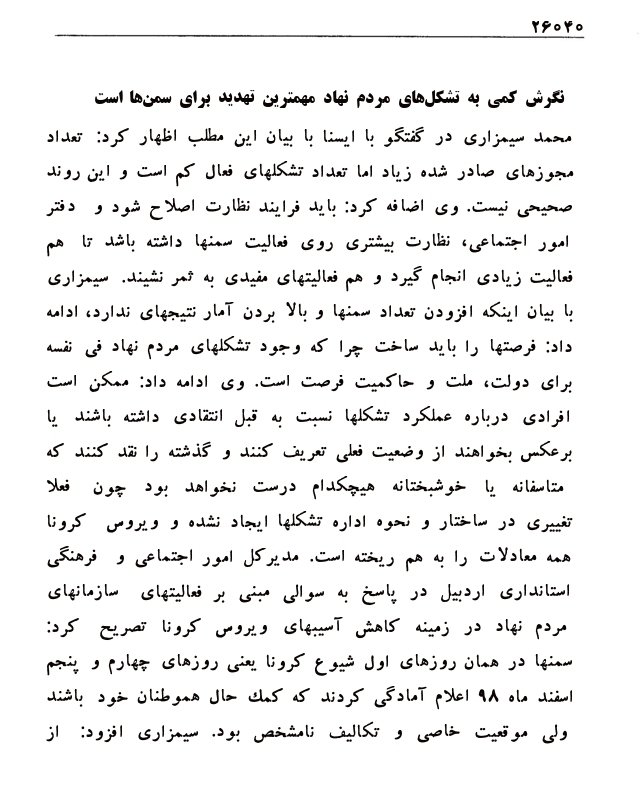 ۲۶۰۴۰
نگرش کمی به تشکل‌های مردم نهاد مهمترین تهدید برای سمن‌ها است
محمد سیمزاری در گفتگو با ایسنا با بیان این مطلب اظهار کرد: تعداد
مجوزهای صادر شده زیاد اما تعداد تشکلهای فعال کم است و این روند
صحیحی نیست. وی اضافه کرد: باید فرایند نظارت اصلاح شود و دفتر
امور اجتماعی، نظارت بیشتری روی فعالیت سمنها داشته باشد تا هم
فعالیت زیادی انجام گیرد و هم فعالیتهای مفیدی به ثمر نشیند. سیمزاری
با بیان اینکه افزودن تعداد سمنها و بالا بردن آمار نتیجهای ندارد، ادامه
داد: فرصتها را باید ساخت چرا که وجود تشکلهای مردم نهاد فی نفسه
برای دولت، ملت و حاکمیت فرصت است. وی ادامه داد: ممکن است
افرادی درباره عملکرد تشکلها نسبت به قبل انتقادی داشته باشند یا
برعکس بخواهند از وضعیت فعلی تعریف کنند و گذشته را نقد کنند که
متاسفانه یا خوشبختانه هیچکدام درست نخواهد بود چون فعلا
تغییری در ساختار و نحوه اداره تشکلها ایجاد نشده و ویروس کرونا
همه معادلات را به هم ریخته است. مدیرکل امور اجتماعی و فرهنگی
استانداری اردبیل در پاسخ به سوالی مبنی بر فعالیتهای سازمانهای
مردم نهاد در زمینه کاهش آسیبهای ویروس کرونا تصریح کرد:
سمنها در همان روزهای اول شیوع کرونا یعنی روزهای چهارم و پنجم
اسفند ماه ۹۸ اعلام آمادگی کردند که کمك حال هموطنان خود باشند
ولی موقعیت خاصی و تکالیف نامشخص بود. سیمزاری افزود: از